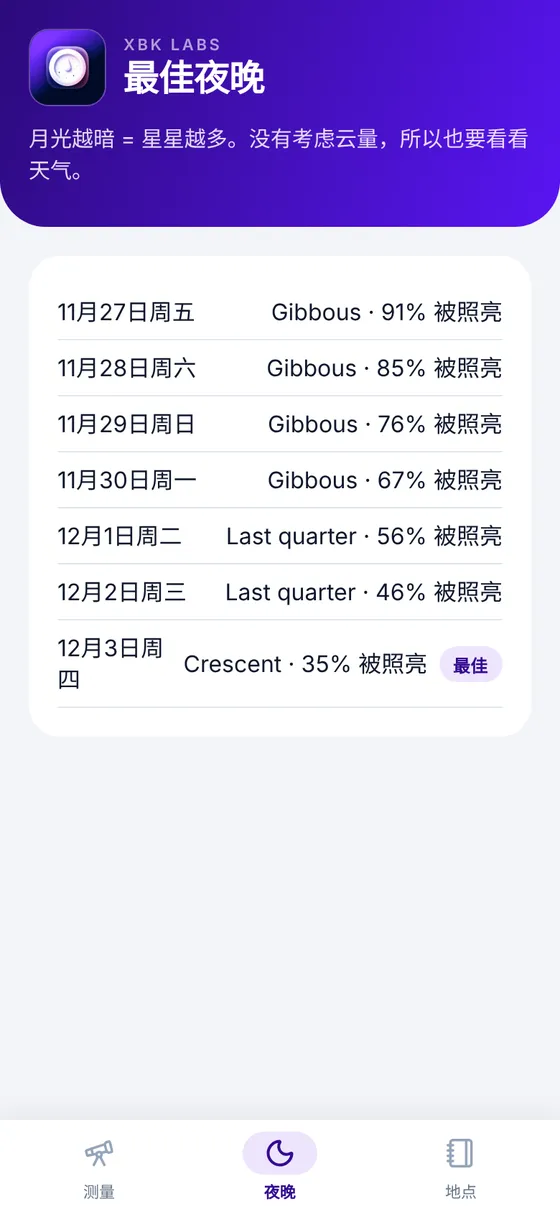 XBK LABS
最佳夜晚
月光越暗 = 星星越多。没有考虑云量，所以也要看看
天气。
11月27日周五 Gibbous · 91% 被照亮
11月28日周六 Gibbous · 85% 被照亮
11月29日周日 Gibbous · 76% 被照亮
11月30日周一 Gibbous · 67% 被照亮
12月1日周二 Last quarter · 56% 被照亮
12月2日周三 Last quarter · 46% 被照亮
12月3日周
四 Crescent · 35% 被照亮 最佳
测量 夜晚 地点